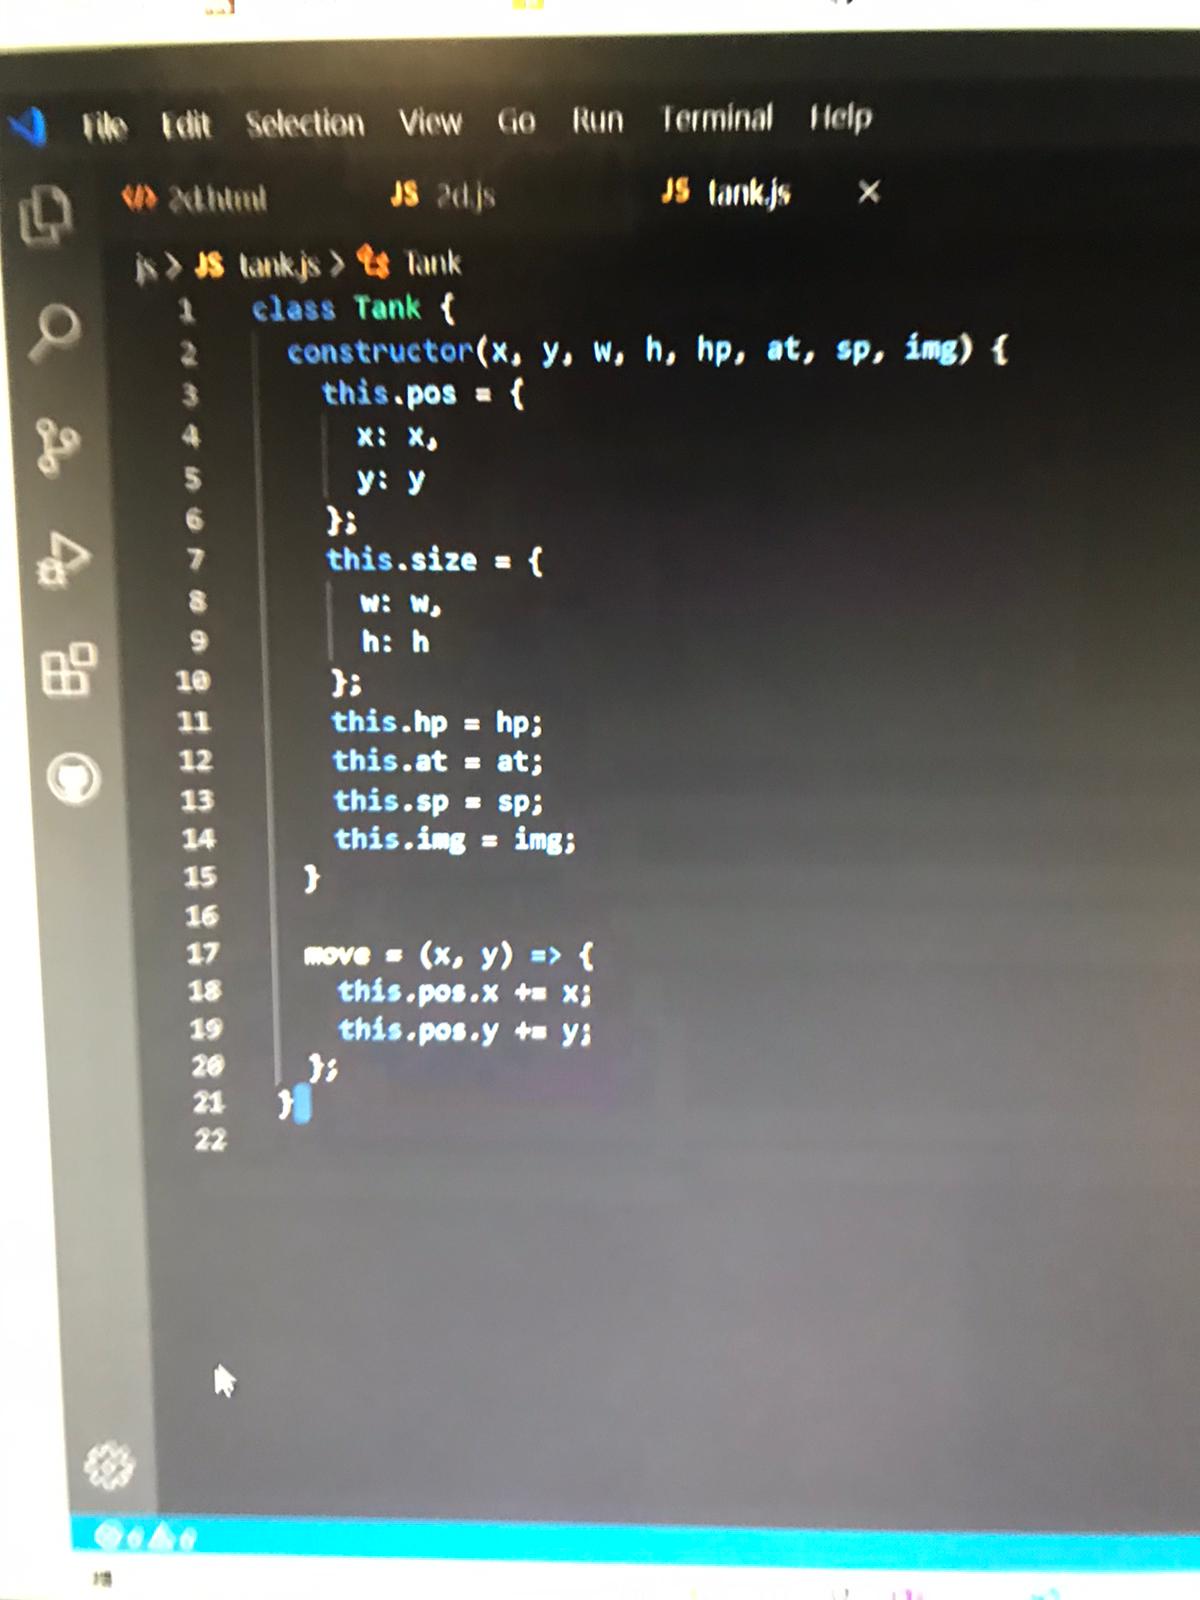 File Edit Selection View Go Run Terminal Help
2d.html JS 2d.js JS tank.js
js > JS tank.js > Tank
1 class Tank {
2 constructor(x, y, w, h, hp, at, sp, img) {
3 this.pos = {
4 x: x,
5 y: y
6 };
7 this.size = {
8 w: w,
9 h: h
10 };
11 this.hp = hp;
12 this.at = at;
13 this.sp = sp;
14 this.img = img;
15 }
16
17 move = (x, y) => {
18 this.pos.x += x;
19 this.pos.y += y;
20 };
21 }
22